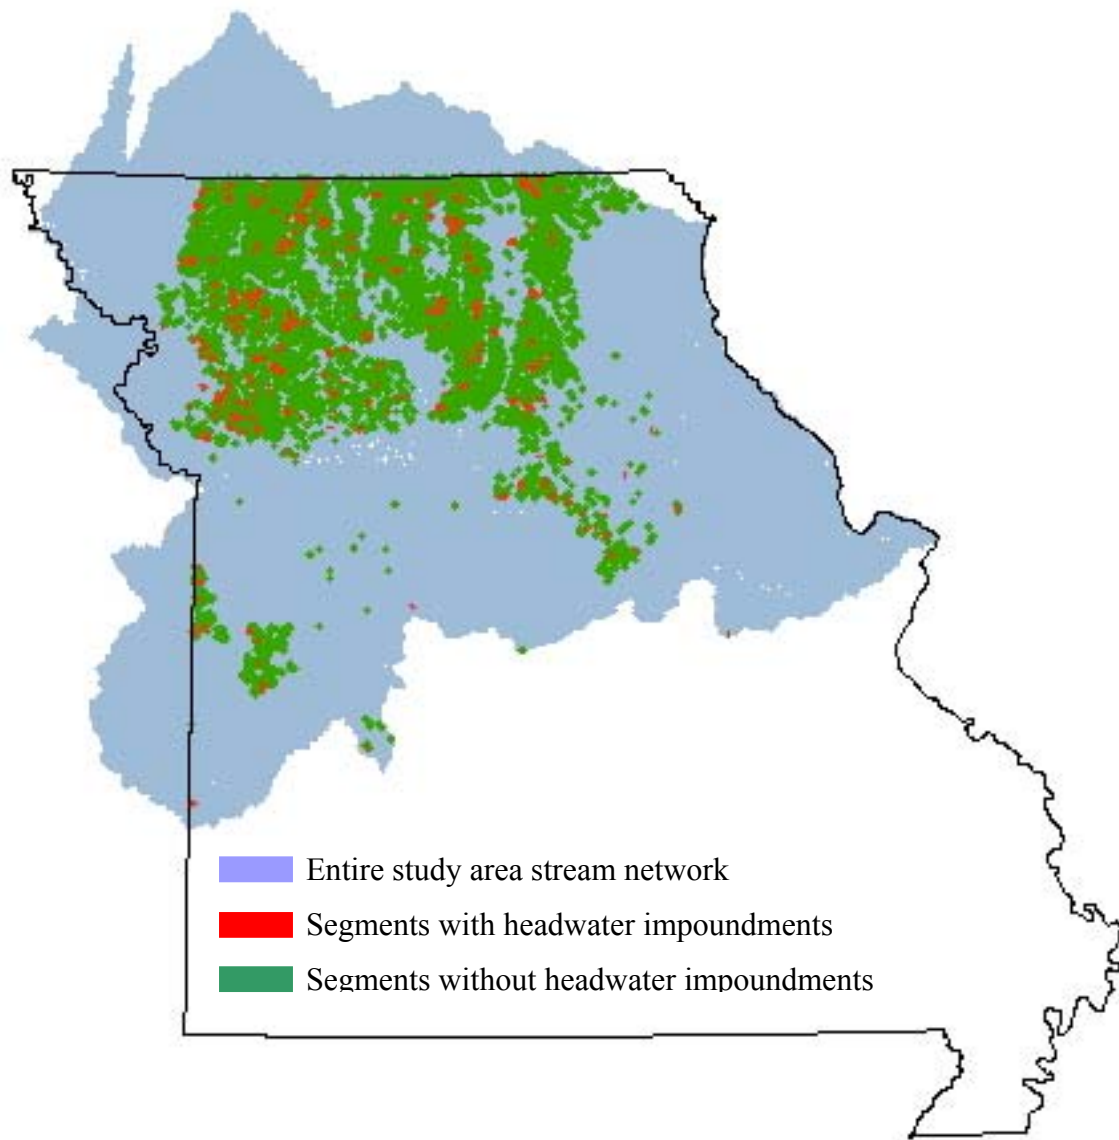 Entire study area stream network
Segments with headwater impoundments
Segments without headwater impoundments